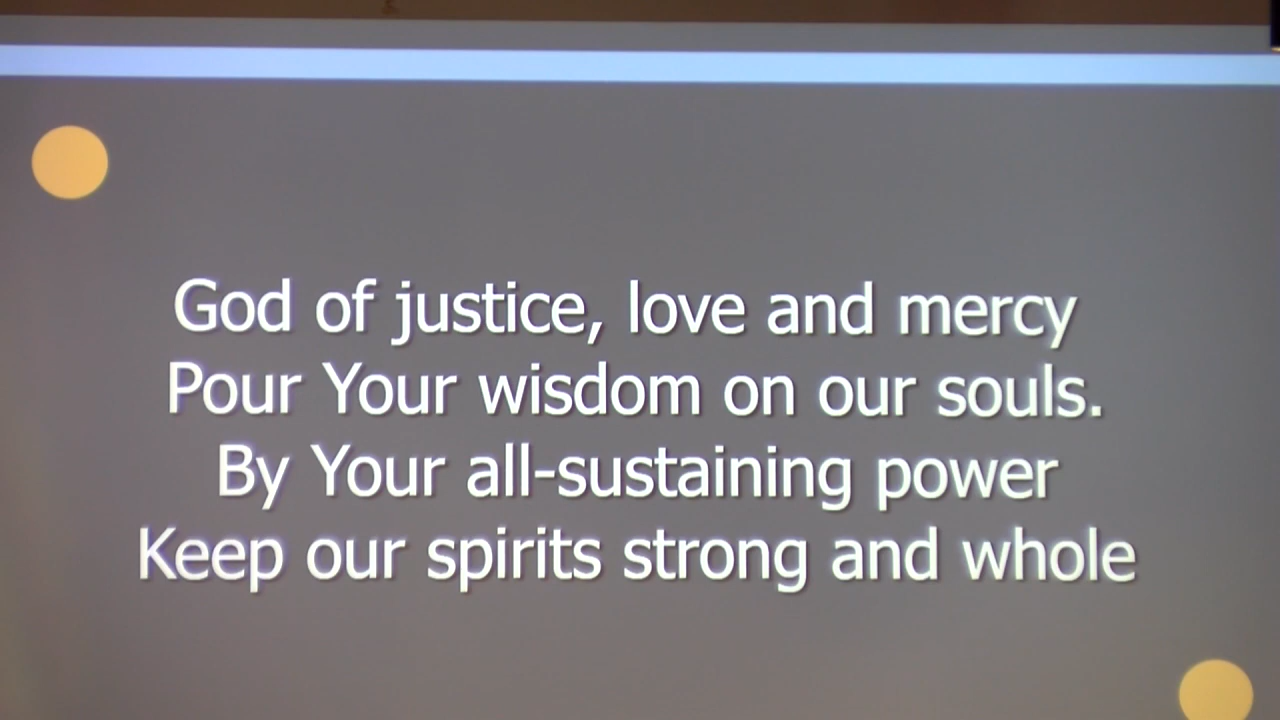 God of justice, love and mercy
Pour Your wisdom on our souls.
By Your all-sustaining power
Keep our spirits strong and whole